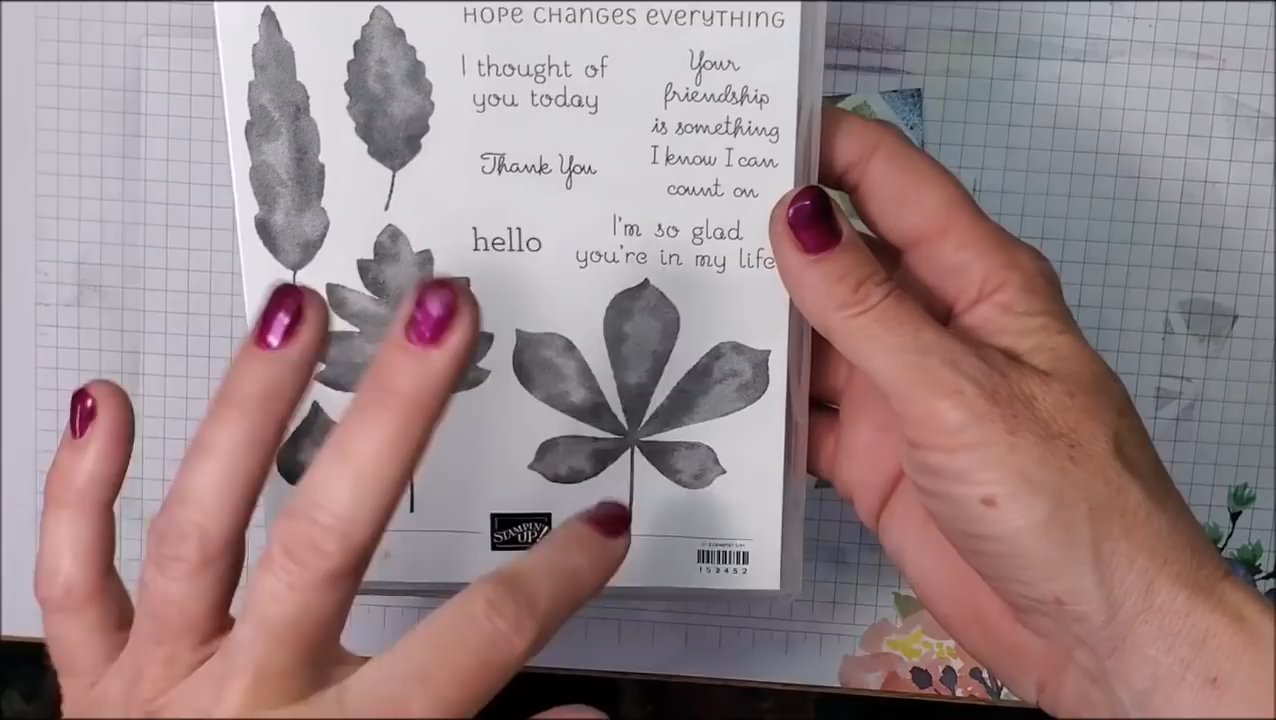 HOPE CHANGES EVERYTHING
I thought of
you today
Your
friendship
is something
I know I can
count on
Thank You
hello
I'm so glad
you're in my life
STAMPIN'
UP!
153452